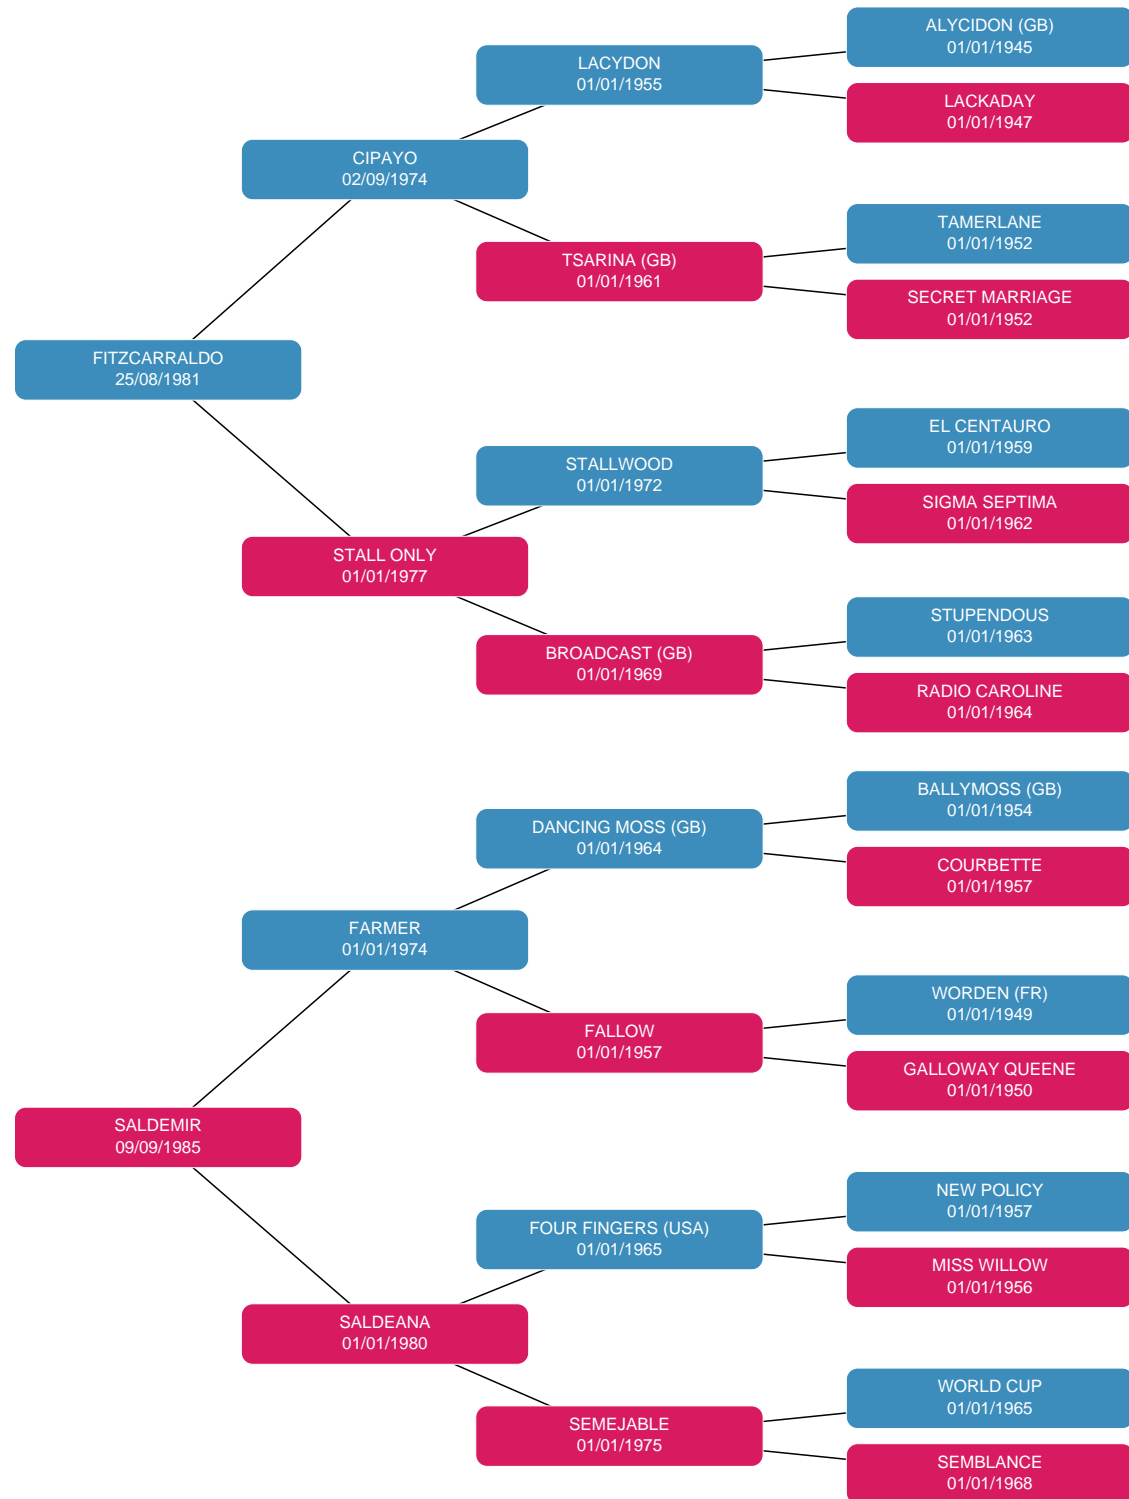 ALYCIDON (GB)
01/01/1945
LACYDON
01/01/1955
LACKADAY
01/01/1947
CIPAYO
02/09/1974
TAMERLANE
01/01/1952
TSARINA (GB)
01/01/1961
SECRET MARRIAGE
01/01/1952
FITZCARRALDO
25/08/1981
EL CENTAURO
01/01/1959
STALLWOOD
01/01/1972
SIGMA SEPTIMA
01/01/1962
STALL ONLY
01/01/1977
STUPENDOUS
01/01/1963
BROADCAST (GB)
01/01/1969
RADIO CAROLINE
01/01/1964
BALLYMOSS (GB)
01/01/1954
DANCING MOSS (GB)
01/01/1964
COURBETTE
01/01/1957
FARMER
01/01/1974
WORDEN (FR)
01/01/1949
FALLOW
01/01/1957
GALLOWAY QUEENE
01/01/1950
SALDEMIR
09/09/1985
NEW POLICY
01/01/1957
FOUR FINGERS (USA)
01/01/1965
MISS WILLOW
01/01/1956
SALDEANA
01/01/1980
WORLD CUP
01/01/1965
SEMEJABLE
01/01/1975
SEMBLANCE
01/01/1968